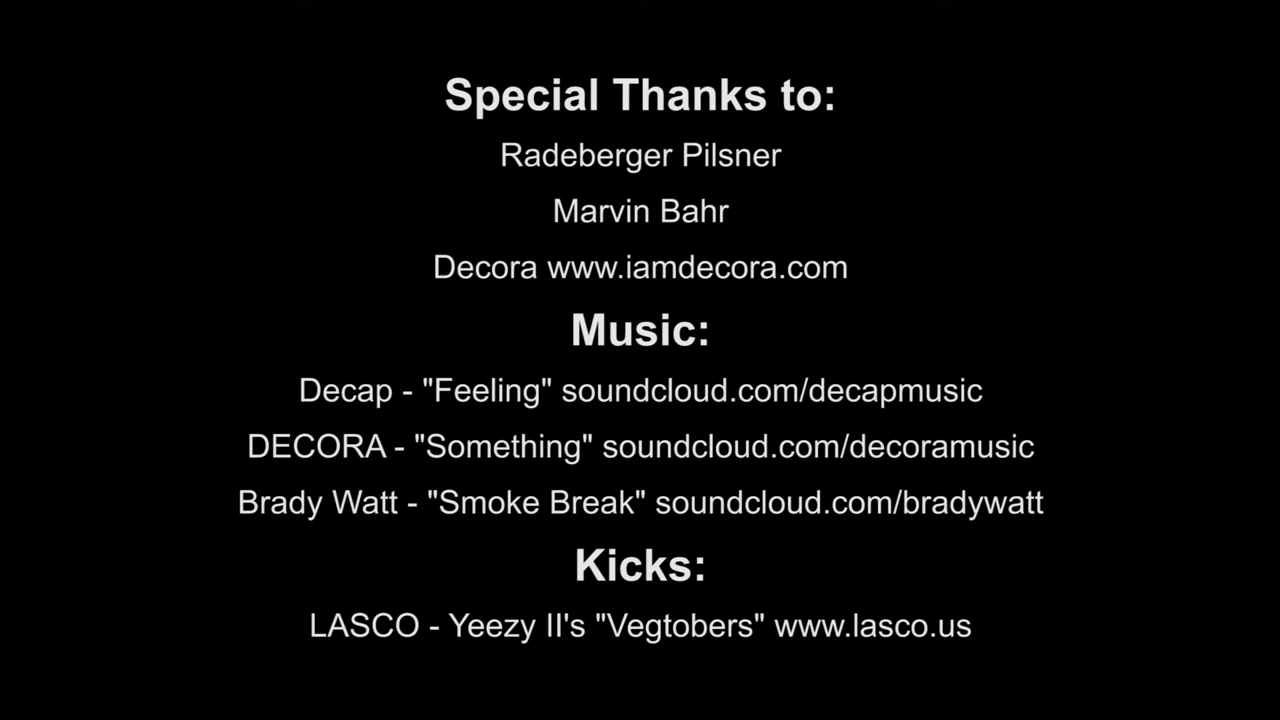 Special Thanks to:
Radeberger Pilsner
Marvin Bahr
Decora www.iamdecora.com
Music:
Decap - "Feeling" soundcloud.com/decapmusic
DECORA - "Something" soundcloud.com/decoramusic
Brady Watt - "Smoke Break" soundcloud.com/bradywatt
Kicks:
LASCO - Yeezy II's "Vegtobers" www.lasco.us